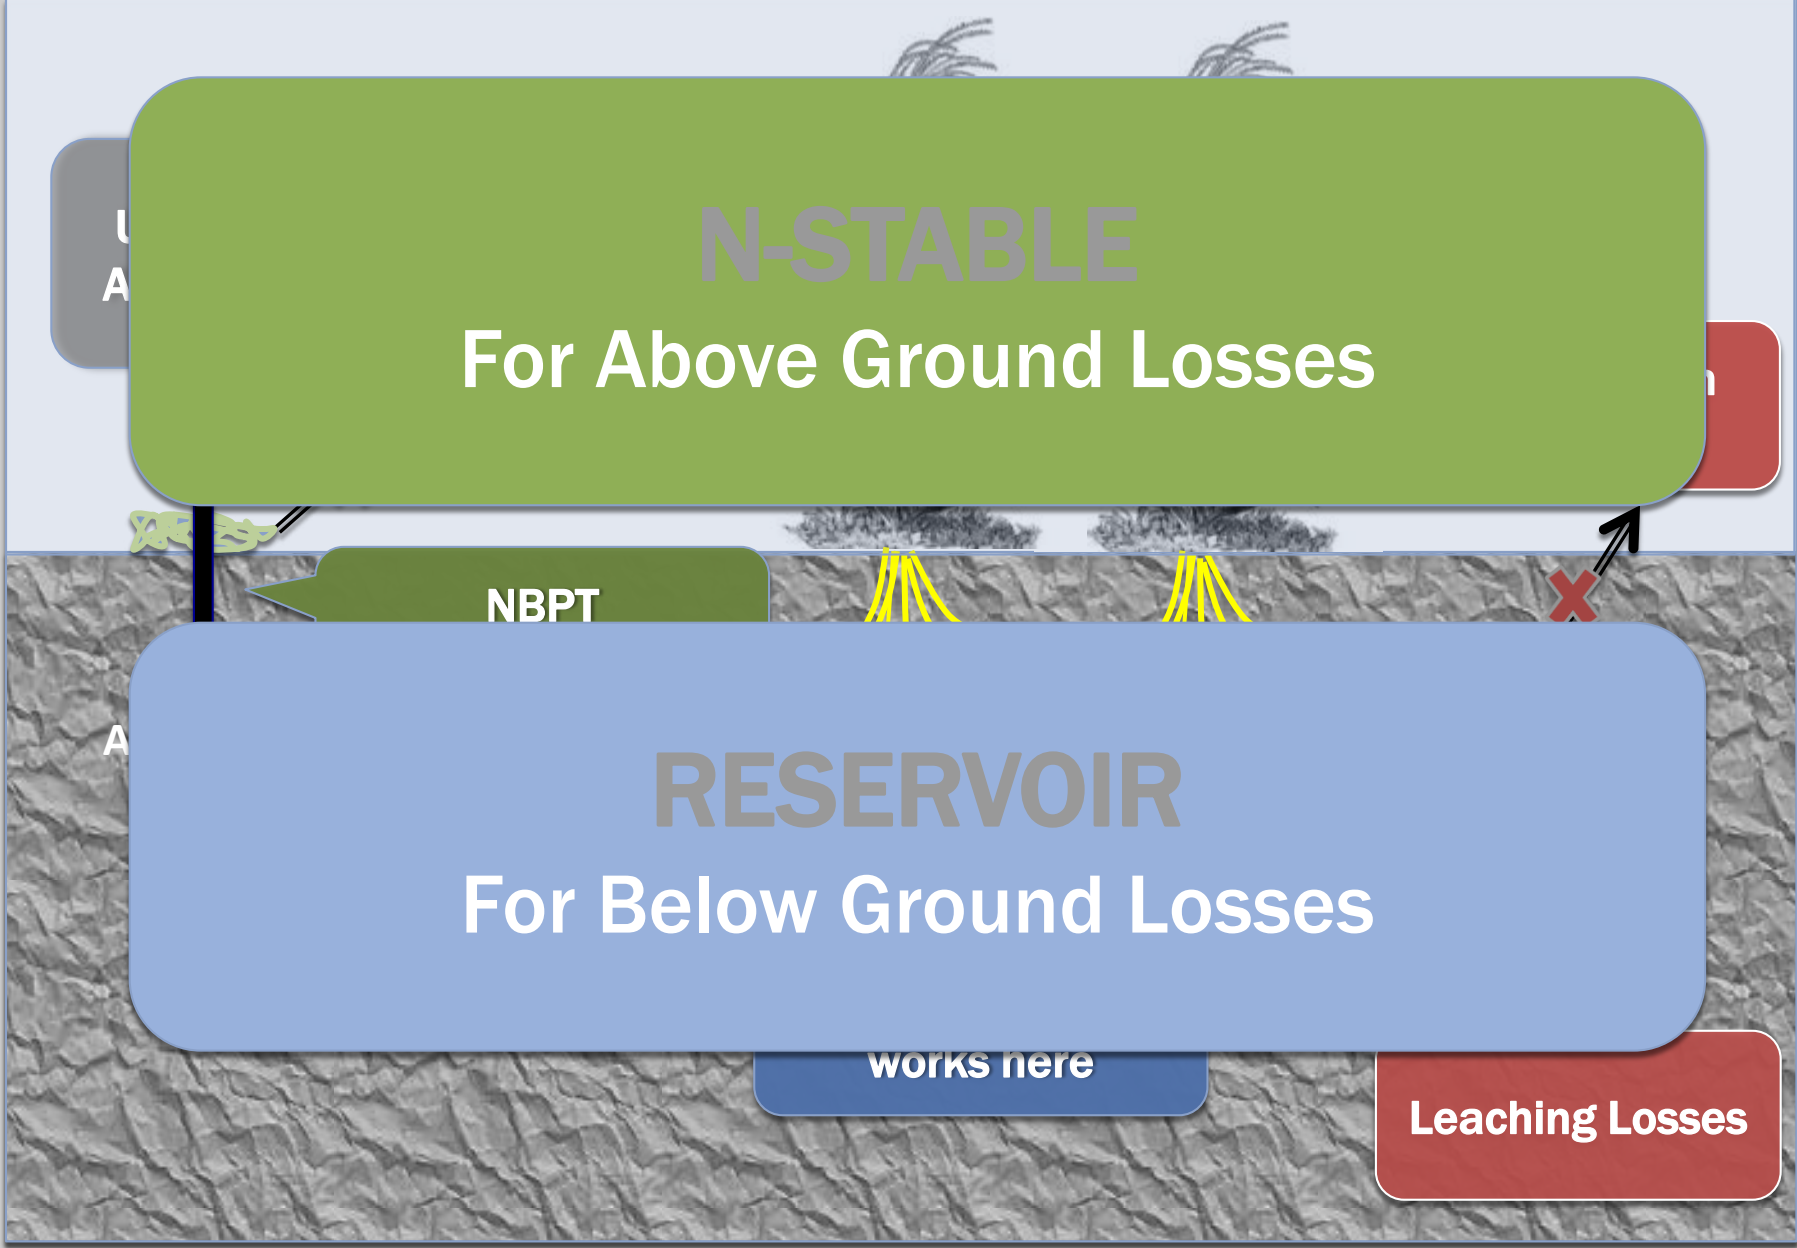 N-STABLE
For Above Ground Losses
NBPT
RESERVOIR
For Below Ground Losses
works here
Leaching Losses